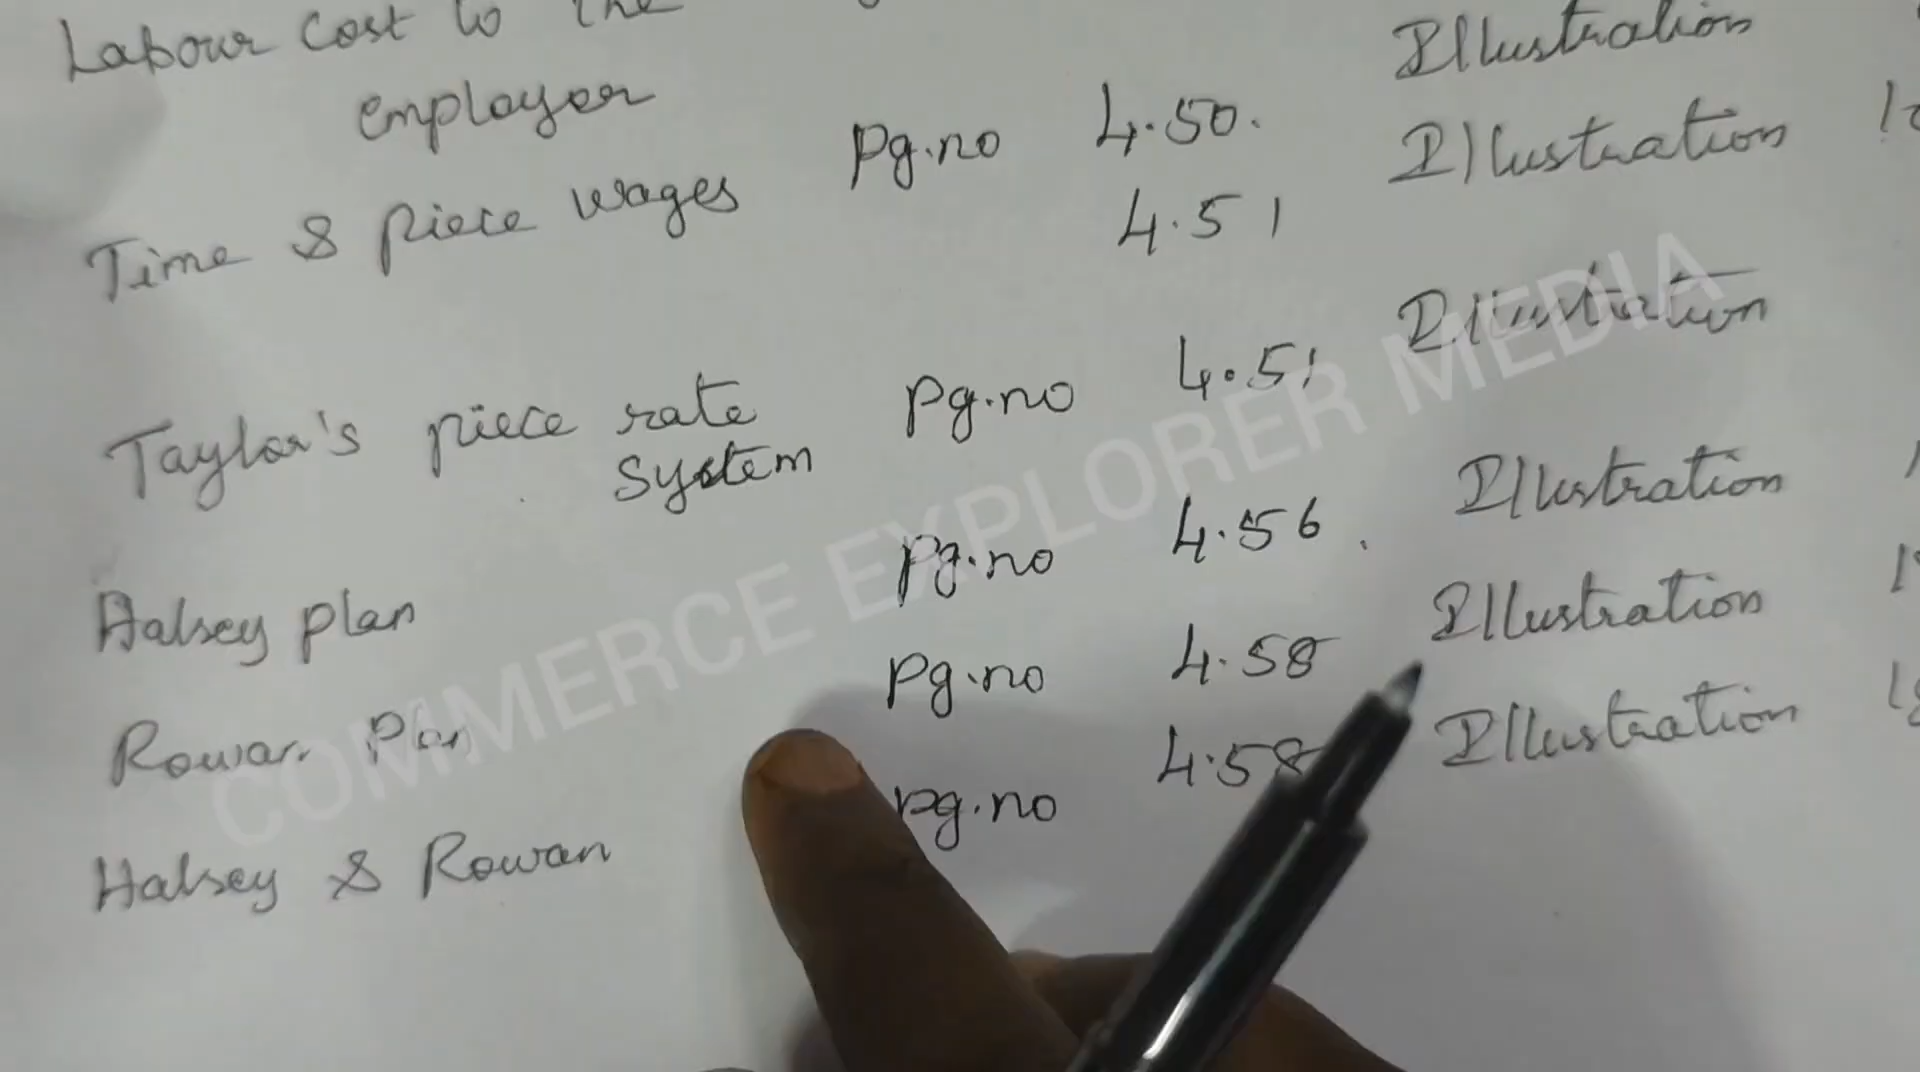 Labour cost to the
employer
Illustration
Time & piece wages pg.no 4.50. Illustration
4.51
Taylor's piece rate pg.no 4.51 Illustration
system
Halsey plan pg.no 4.56. Illustration
Rowan Plan pg.no 4.58 Illustration
Halsey & Rowan pg.no 4.58 Illustration
COMMERCE EXPLORER MEDIA